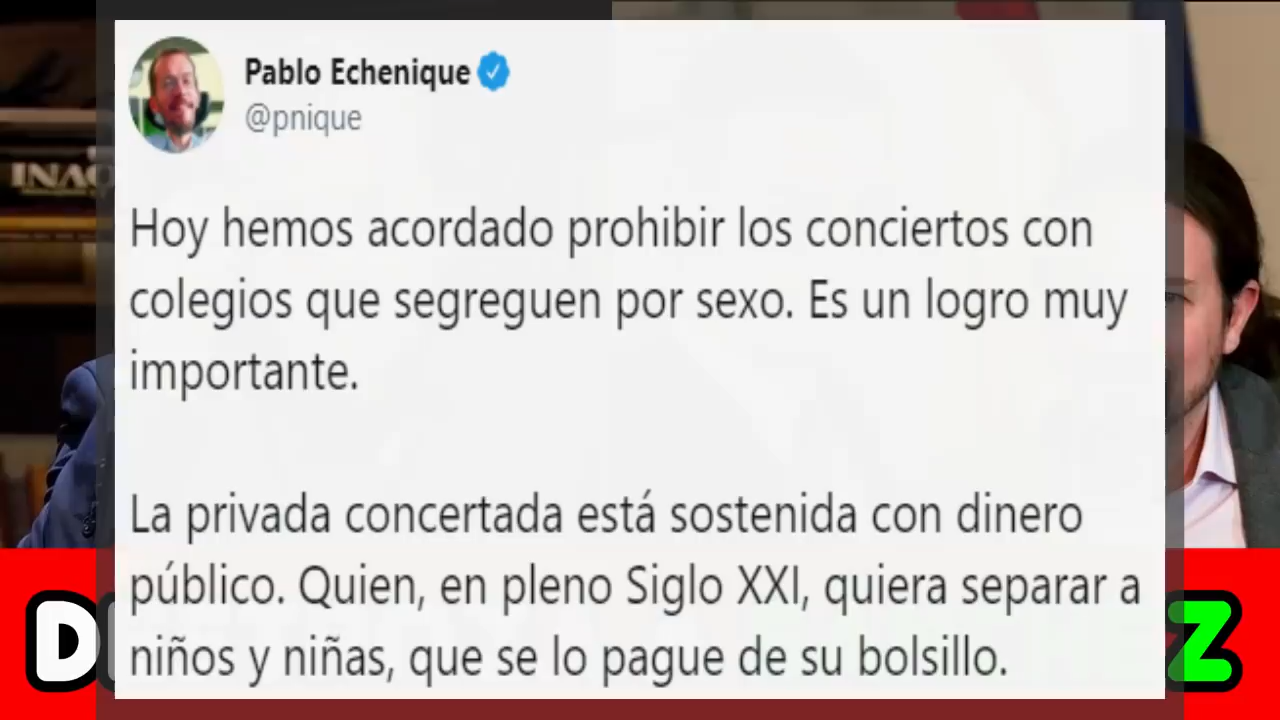 Pablo Echenique
@pnique
Hoy hemos acordado prohibir los conciertos con
colegios que segreguen por sexo. Es un logro muy
importante.
La privada concertada está sostenida con dinero
público. Quien, en pleno Siglo XXI, quiera separar a
niños y niñas, que se lo pague de su bolsillo.